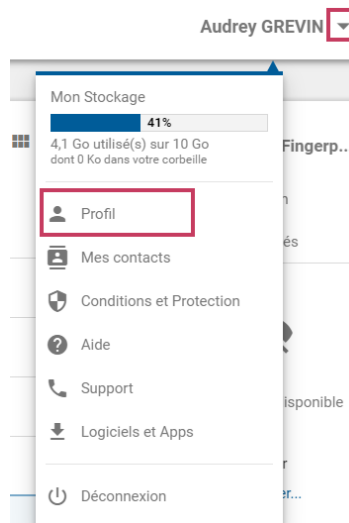 Audrey GREVIN
Mon Stockage
41%
4,1 Go utilisé(s) sur 10 Go
dont 0 Ko dans votre corbeille
Fingerp..
Profil
és
Mes contacts
Conditions et Protection
Aide
Support
isponible
Logiciels et Apps
r
er...
Déconnexion